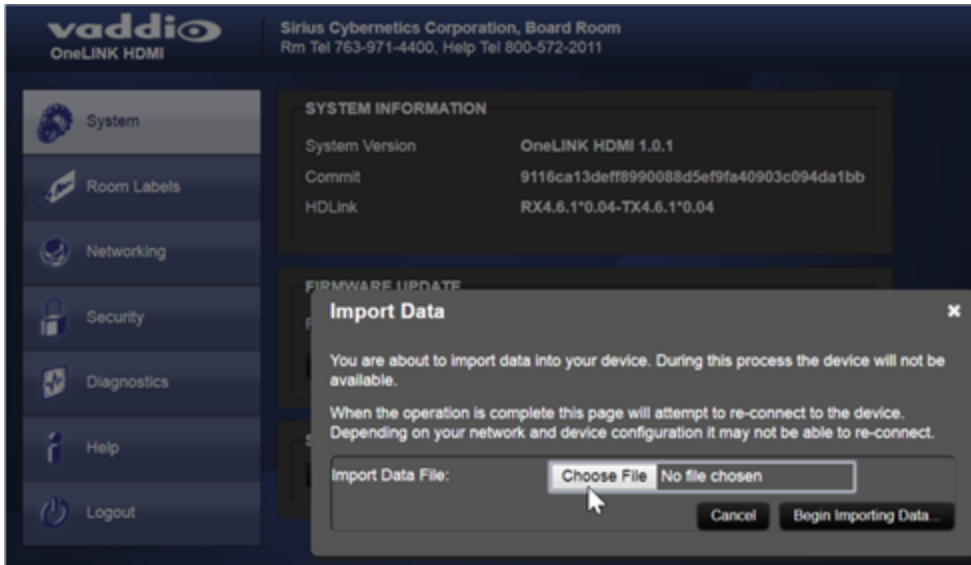 vaddio
OneLINK HDMI
Sirius Cybernetics Corporation, Board Room
Rm Tel 763-971-4400, Help Tel 800-572-2011
System
Room Labels
Networking
Security
Diagnostics
Help
Logout
SYSTEM INFORMATION
System Version OneLINK HDMI 1.0.1
Commit 9116ca13deff8990088d5ef9fa40903c094da1bb
HDLink RX4.6.1*0.04-TX4.6.1*0.04
FIRMWARE UPDATE
Import Data
You are about to import data into your device. During this process the device will not be
available.
When the operation is complete this page will attempt to re-connect to the device.
Depending on your network and device configuration it may not be able to re-connect.
Import Data File: Choose File No file chosen
Cancel Begin Importing Data...